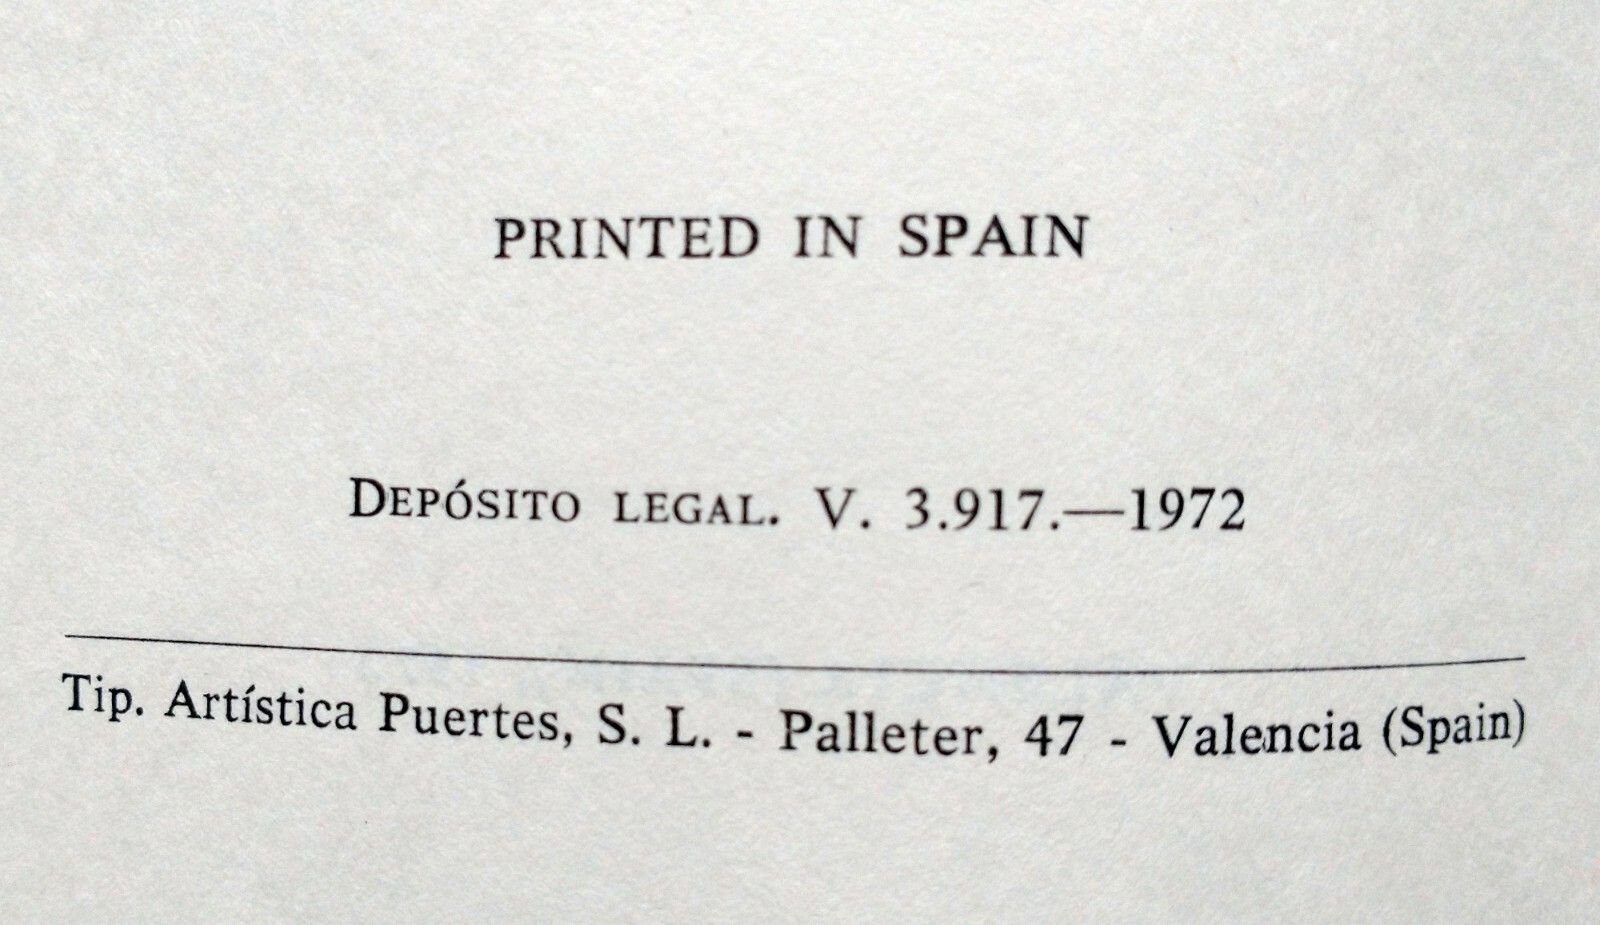 PRINTED IN SPAIN
DEPÓSITO LEGAL. V. 3.917.—1972
Tip. Artística Puertes, S. L. - Palleter, 47 - Valencia (Spain)